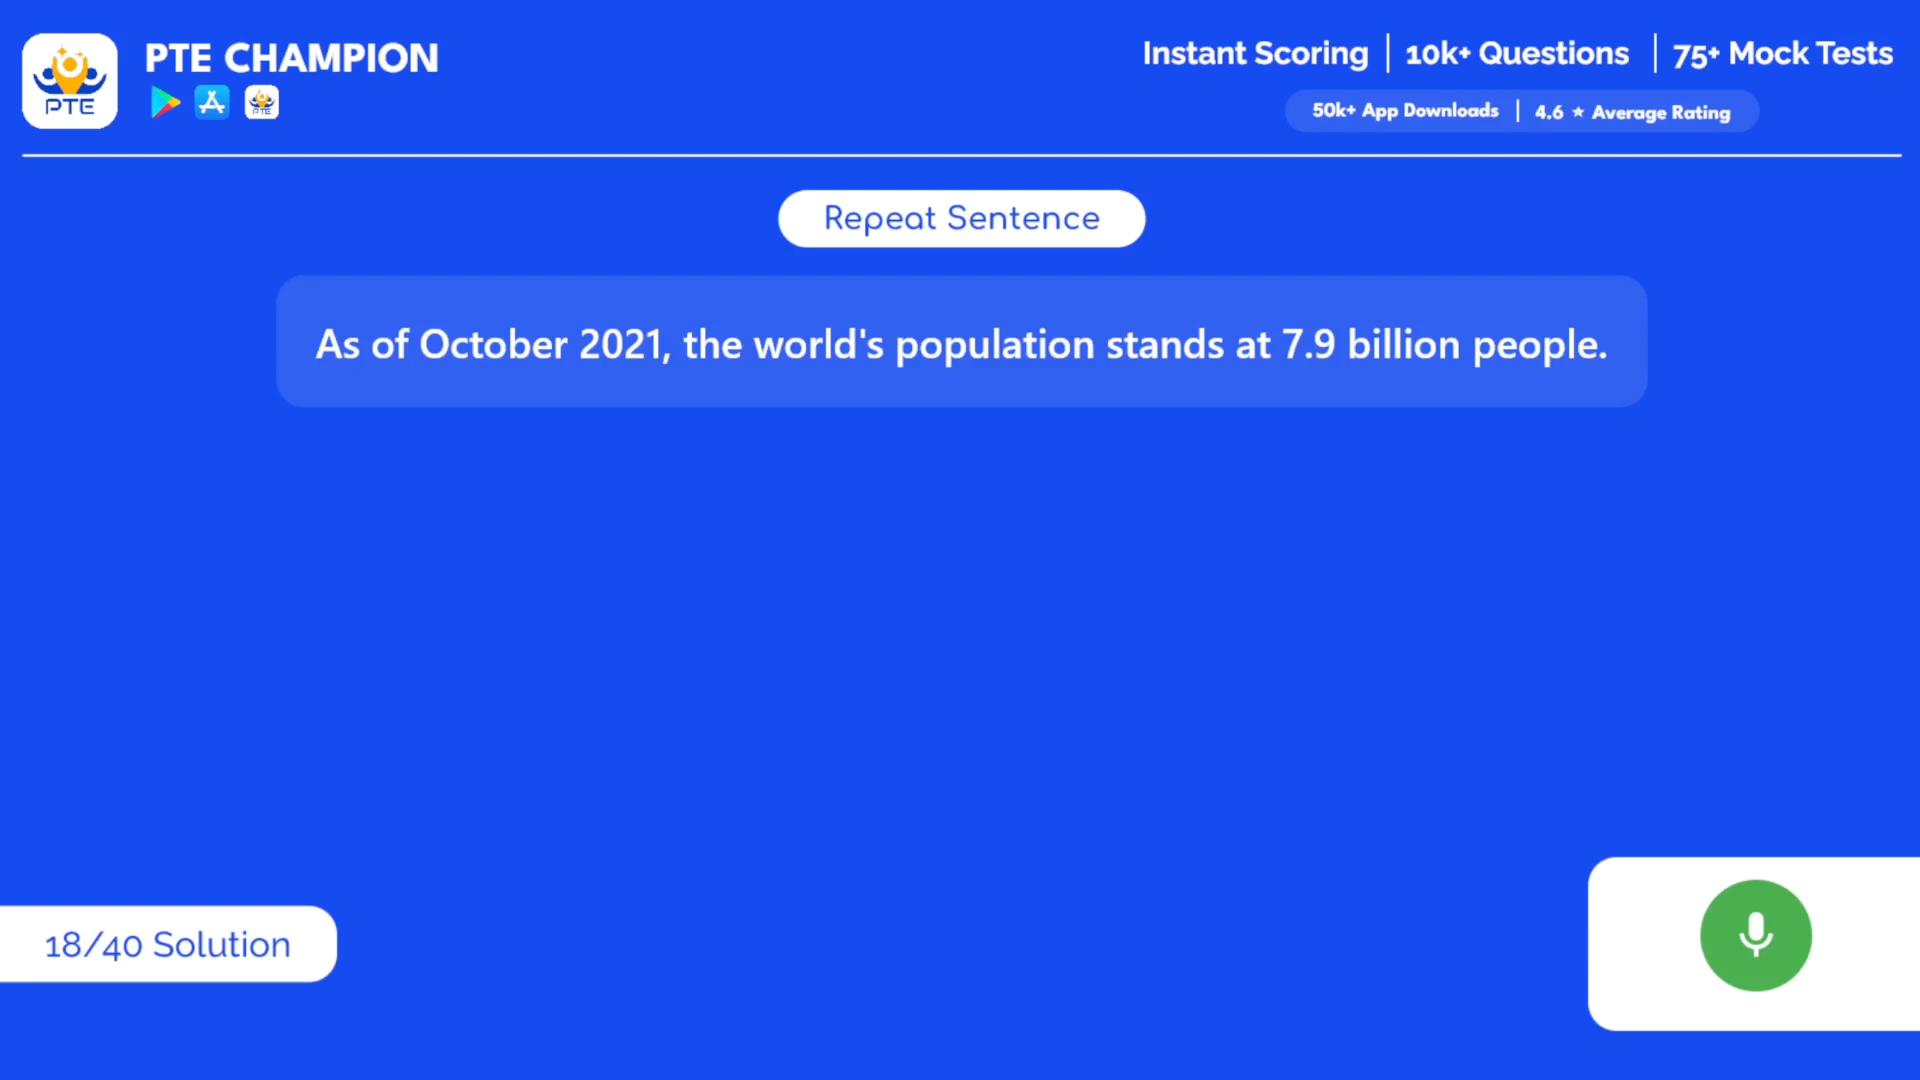 PTE CHAMPION
PTE
PTE
Instant Scoring | 10k+ Questions | 75+ Mock Tests
50k+ App Downloads | 4.6 ★ Average Rating
Repeat Sentence
As of October 2021, the world's population stands at 7.9 billion people.
18/40 Solution